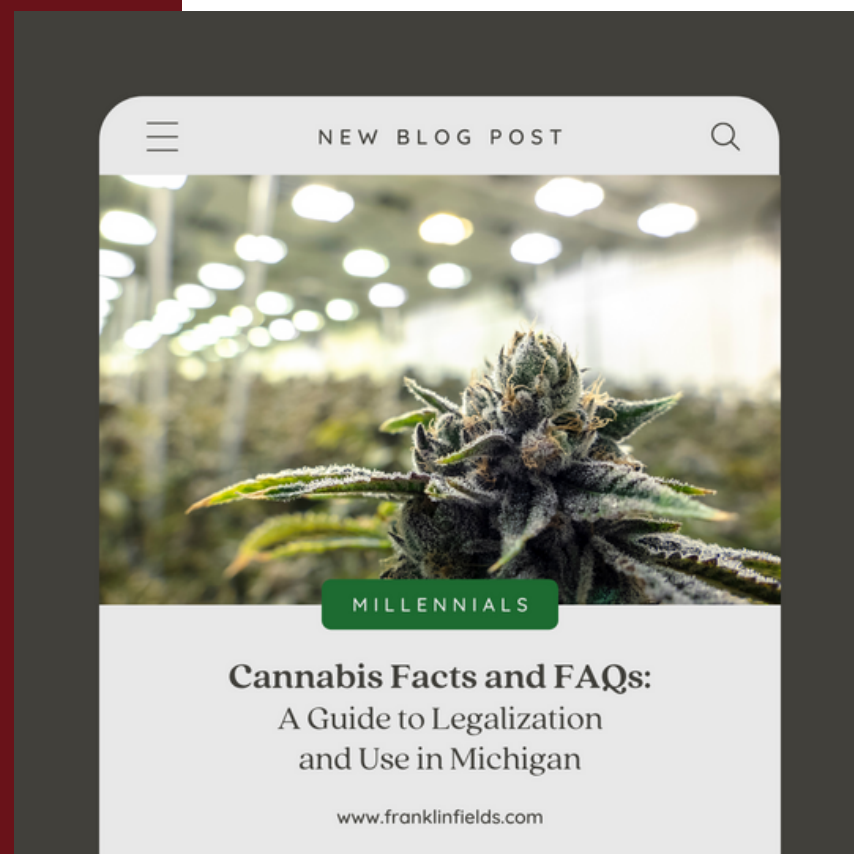 NEW BLOG POST
MILLENNIALS
Cannabis Facts and FAQs:
A Guide to Legalization
and Use in Michigan
www.franklinfields.com